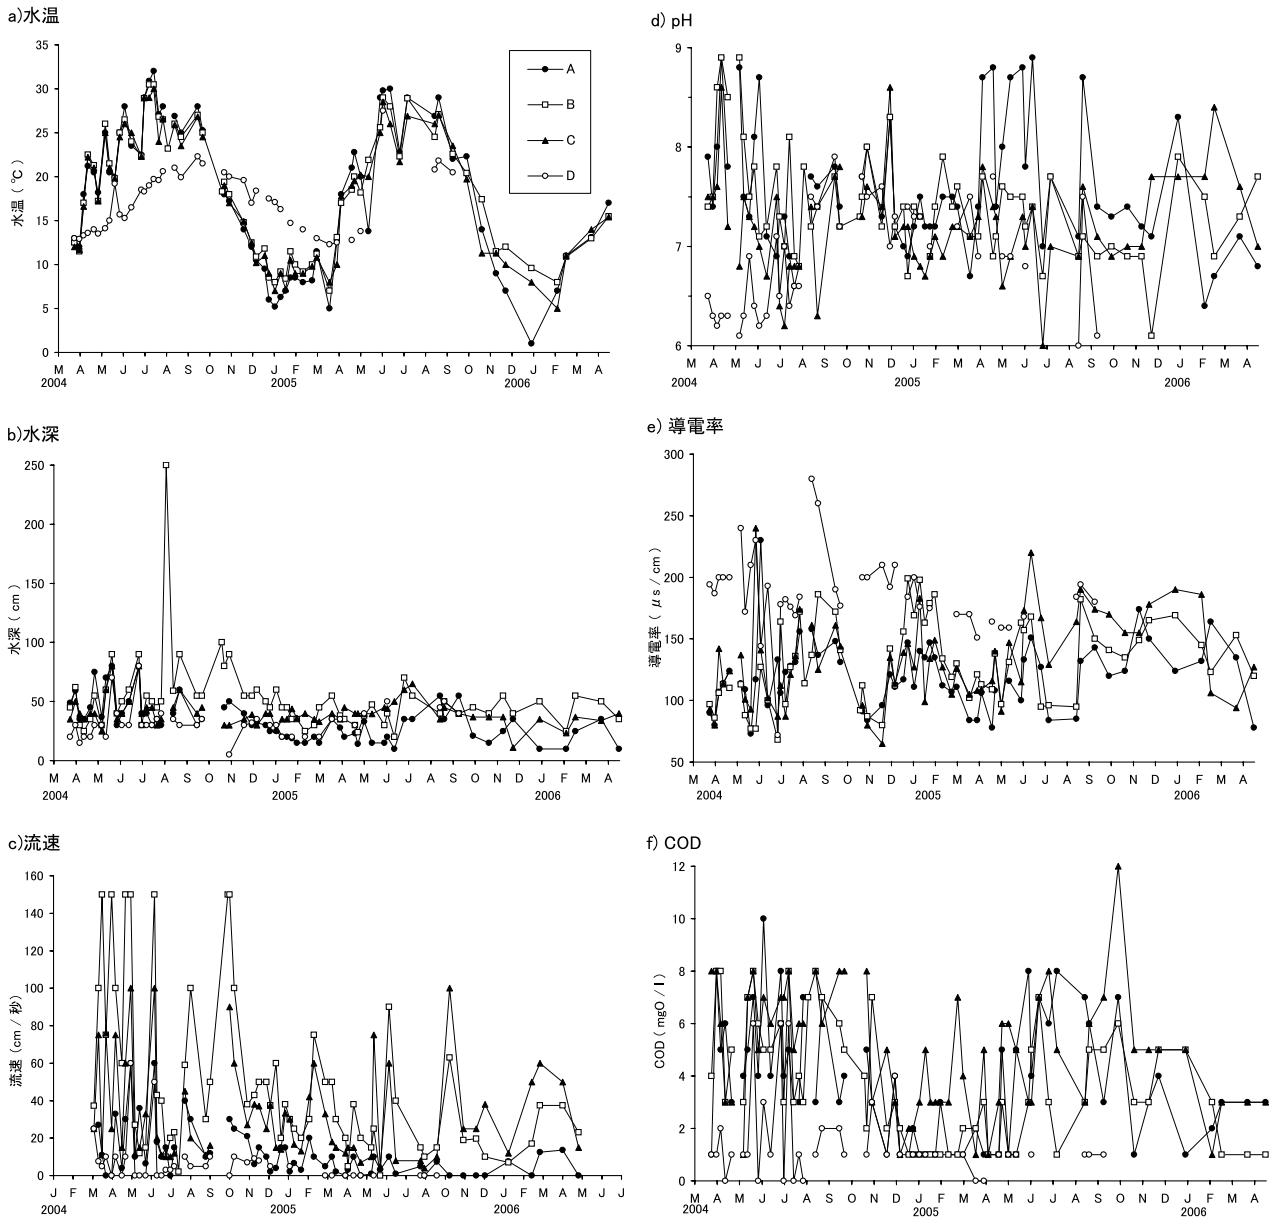 a)水温
35
30
25
20
15
10
5
0
水温（℃）
A
B
C
D
M A M J J A S O N D J F M A M J J A S O N D J F M A
2004 2005 2006
b)水深
250
200
150
100
50
0
水深（cm）
M A M J J A S O N D J F M A M J J A S O N D J F M A
2004 2005 2006
c)流速
160
140
120
100
80
60
40
20
0
流速（cm / 秒）
J F M A M J J A S O N D J F M A M J J A S O N D J F M A M J J
2004 2005 2006
d) pH
9
8
7
6
M A M J J A S O N D J F M A M J J A S O N D J F M A
2004 2005 2006
e) 導電率
300
250
200
150
100
50
導電率（μs / cm）
M A M J J A S O N D J F M A M J J A S O N D J F M A
2004 2005 2006
f) COD
12
10
8
6
4
2
0
COD（mgO / l）
M A M J J A S O N D J F M A M J J A S O N D J F M A
2004 2005 2006